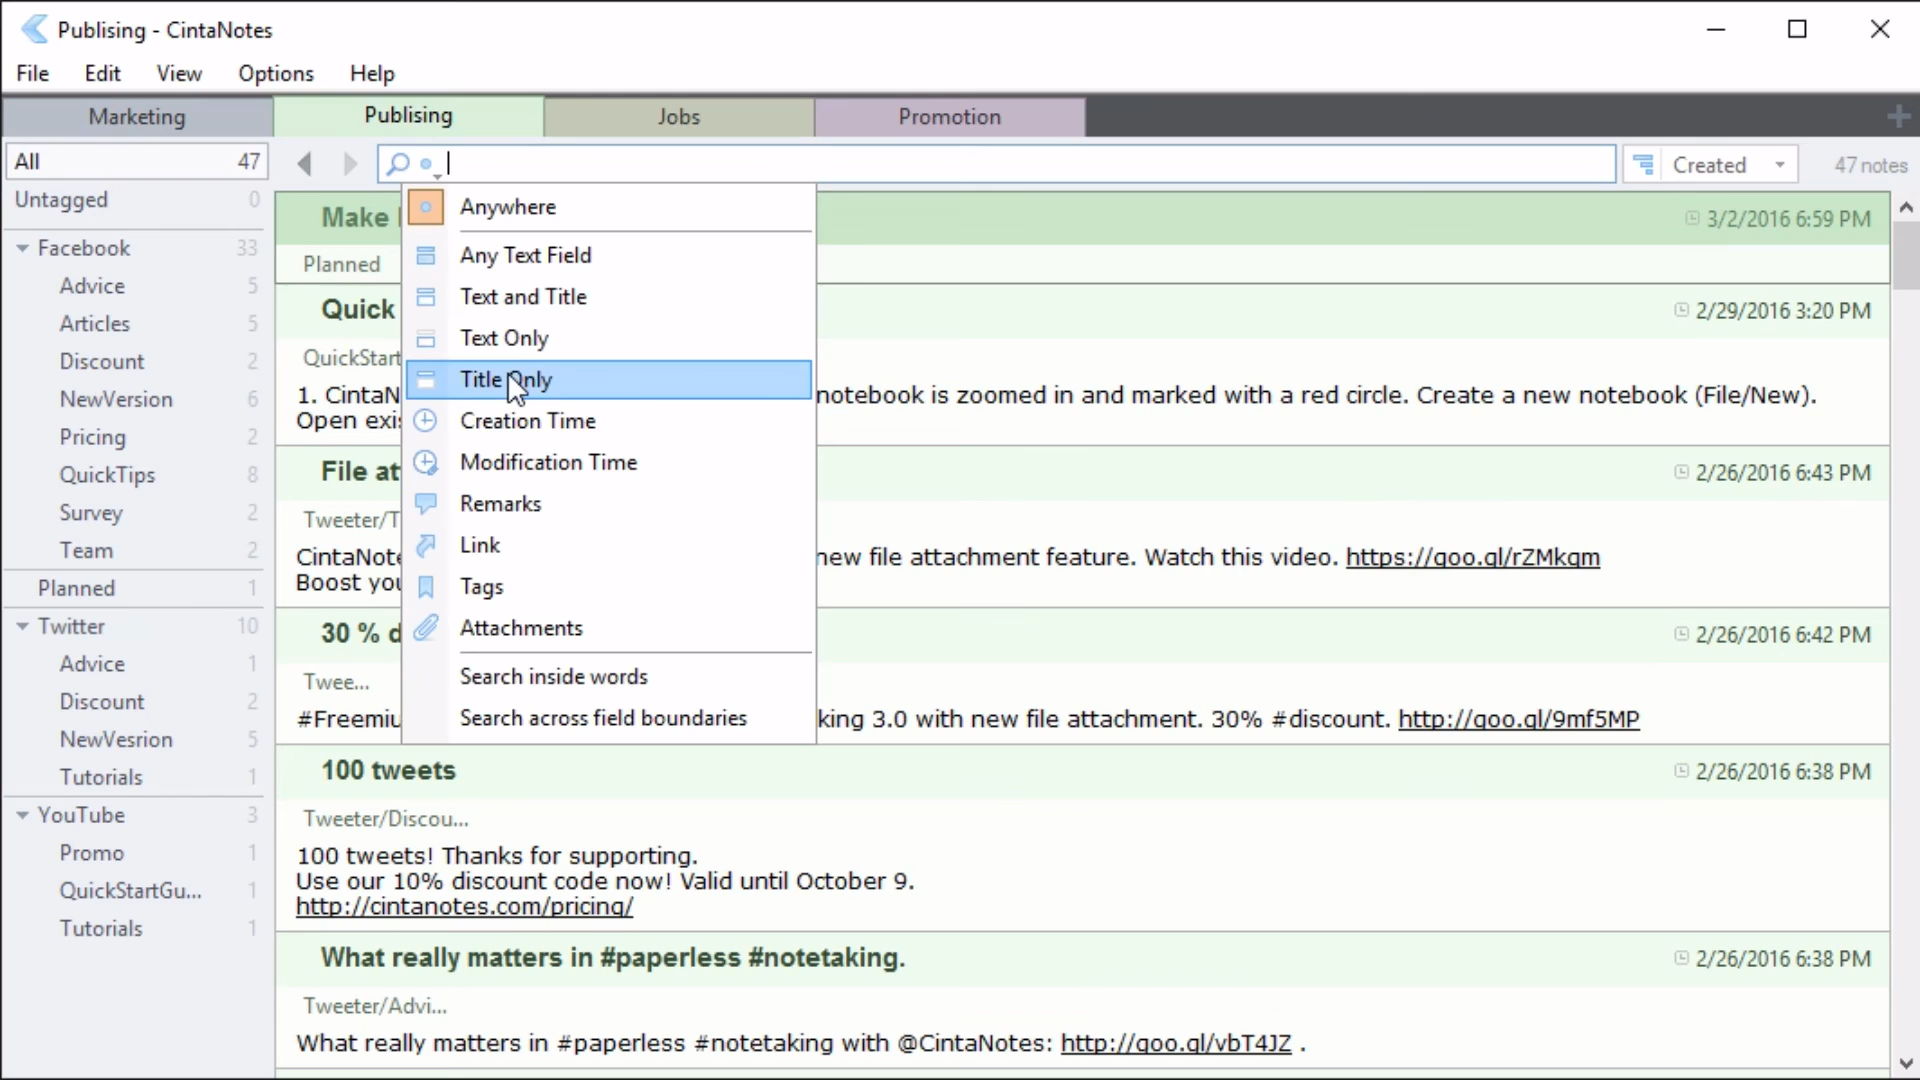 Publising - CintaNotes
File Edit View Options Help
Marketing Publising Jobs Promotion
All 47
Untagged 0
Facebook 33
Advice 5
Articles 5
Discount 2
NewVersion 6
Pricing 2
QuickTips 8
Survey 2
Team 2
Planned 1
Twitter 10
Advice 1
Discount 2
NewVesrion 5
Tutorials 1
YouTube 3
Promo 1
QuickStartGu... 1
Tutorials 1
Created 47 notes
Anywhere
Any Text Field
Text and Title
Text Only
Title Only
Creation Time
Modification Time
Remarks
Link
Tags
Attachments
Search inside words
Search across field boundaries
Make 3/2/2016 6:59 PM
Planned
Quick 2/29/2016 3:20 PM
QuickStart
1. CintaN notebook is zoomed in and marked with a red circle. Create a new notebook (File/New).
Open exi
File at 2/26/2016 6:43 PM
Tweeter/T
CintaNote new file attachment feature. Watch this video. https://goo.gl/rZMkqm
Boost you
30 % d 2/26/2016 6:42 PM
Twee...
#Freemiu king 3.0 with new file attachment. 30% #discount. http://goo.gl/9mf5MP
100 tweets 2/26/2016 6:38 PM
Tweeter/Discou...
100 tweets! Thanks for supporting.
Use our 10% discount code now! Valid until October 9.
http://cintanotes.com/pricing/
What really matters in #paperless #notetaking. 2/26/2016 6:38 PM
Tweeter/Advi...
What really matters in #paperless #notetaking with @CintaNotes: http://goo.gl/vbT4JZ .